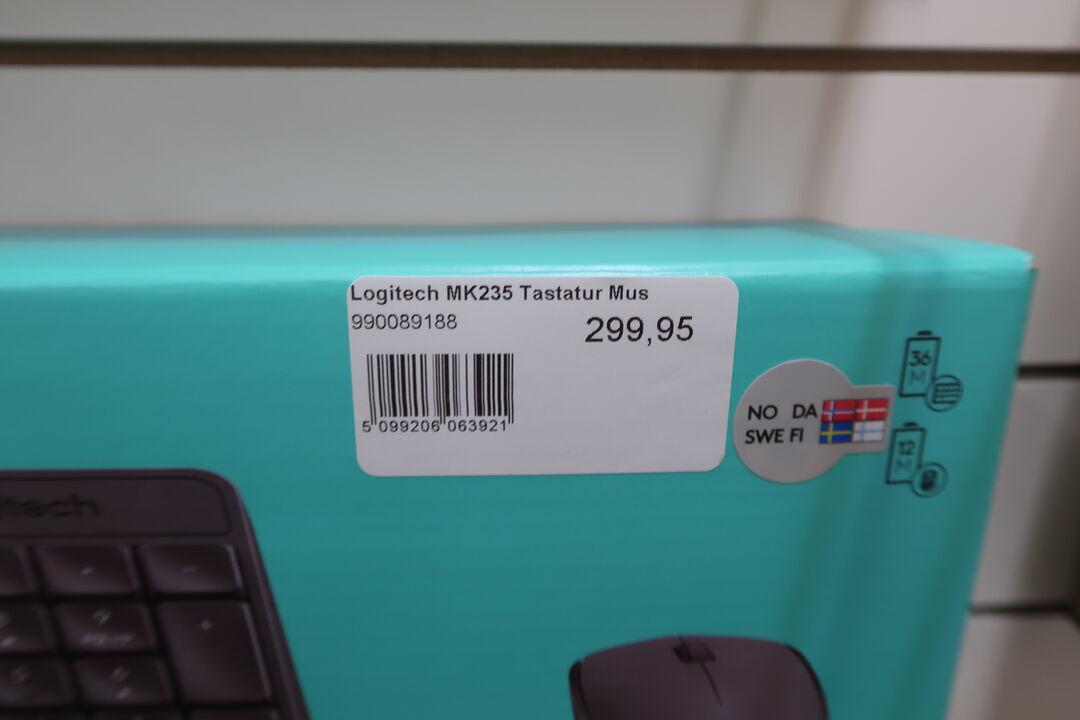 Logitech MK235 Tastatur Mus
990089188
299,95
5 099206 063921
NO DA
SWE FI
36
M
12
M